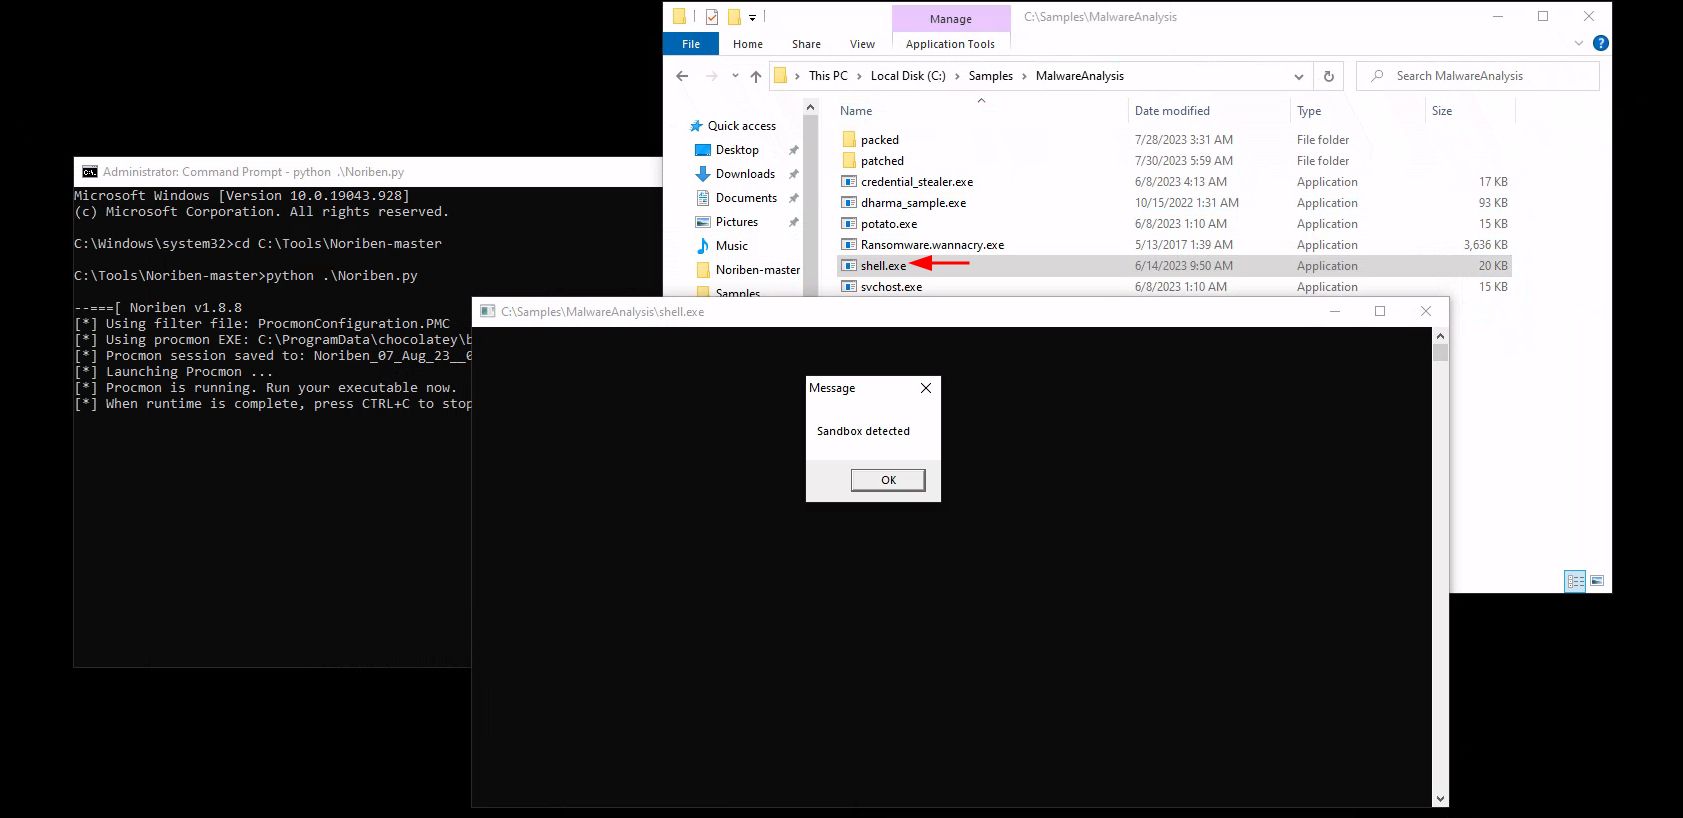 Manage
C:\Samples\MalwareAnalysis
File
Home
Share
View
Application Tools
This PC > Local Disk (C:) > Samples > MalwareAnalysis
Search MalwareAnalysis
Name
Date modified
Type
Size
Quick access
Desktop
Downloads
Documents
Pictures
Music
Noriben-master
Samples
packed 7/28/2023 3:31 AM File folder
patched 7/30/2023 5:59 AM File folder
credential_stealer.exe 6/8/2023 4:13 AM Application 17 KB
dharma_sample.exe 10/15/2022 1:31 AM Application 93 KB
potato.exe 6/8/2023 1:10 AM Application 15 KB
Ransomware.wannacry.exe 5/13/2017 1:39 AM Application 3,636 KB
shell.exe 6/14/2023 9:50 AM Application 20 KB
svchost.exe 6/8/2023 1:10 AM Application 15 KB
Administrator: Command Prompt - python .\Noriben.py
Microsoft Windows [Version 10.0.19043.928]
(c) Microsoft Corporation. All rights reserved.
C:\Windows\system32>cd C:\Tools\Noriben-master
C:\Tools\Noriben-master>python .\Noriben.py
--===[ Noriben v1.8.8
[*] Using filter file: ProcmonConfiguration.PMC
[*] Using procmon EXE: C:\ProgramData\chocolatey\b
[*] Procmon session saved to: Noriben_07_Aug_23__0
[*] Launching Procmon ...
[*] Procmon is running. Run your executable now.
[*] When runtime is complete, press CTRL+C to stop
C:\Samples\MalwareAnalysis\shell.exe
Message
Sandbox detected
OK